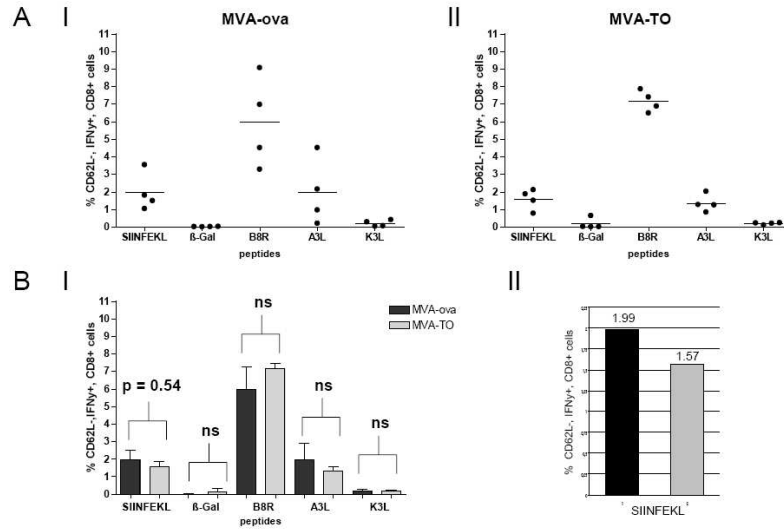 A I MVA-ova
11
10
9
8
7
6
5
4
3
2
1
0
% CD62L-, IFNγ+, CD8+ cells
SIINFEKL ß-Gal B8R A3L K3L
peptides
II MVA-TO
11
10
9
8
7
6
5
4
3
2
1
0
% CD62L-, IFNγ+, CD8+ cells
SIINFEKL ß-Gal B8R A3L K3L
peptides
B I
11
10
9
8
7
6
5
4
3
2
1
0
% CD62L-,IFNγ+, CD8+ cells
MVA-ova
MVA-TO
p = 0.54
ns
ns
ns
ns
SIINFEKL ß-Gal B8R A3L K3L
peptides
II
% CD62L-, IFNγ+, CD8+ cells
1.99
1.57
SIINFEKL